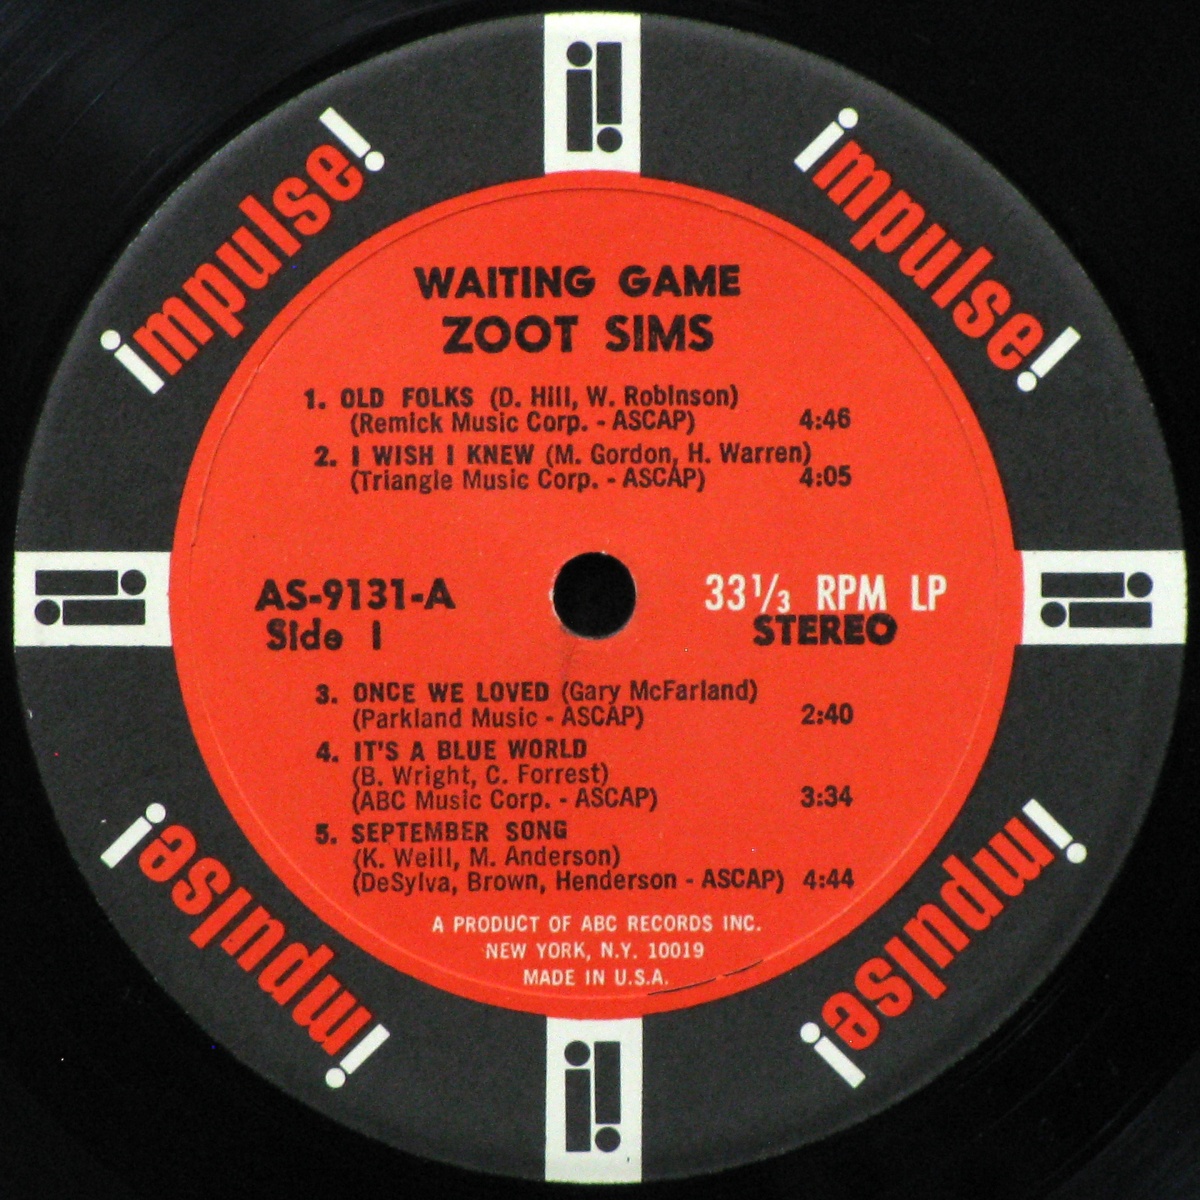 impulse!
impulse!
WAITING GAME
ZOOT SIMS
1. OLD FOLKS (D. Hill, W. Robinson)
(Remick Music Corp. - ASCAP) 4:46
2. I WISH I KNEW (M. Gordon, H. Warren)
(Triangle Music Corp. - ASCAP) 4:05
AS-9131-A
Side 1
33 1/3 RPM LP
STEREO
3. ONCE WE LOVED (Gary McFarland)
(Parkland Music - ASCAP) 2:40
4. IT'S A BLUE WORLD
(B. Wright, C. Forrest)
(ABC Music Corp. - ASCAP) 3:34
5. SEPTEMBER SONG
(K. Weill, M. Anderson)
(DeSylva, Brown, Henderson - ASCAP) 4:44
A PRODUCT OF ABC RECORDS INC.
NEW YORK, N.Y. 10019
MADE IN U.S.A.
impulse!
impulse!